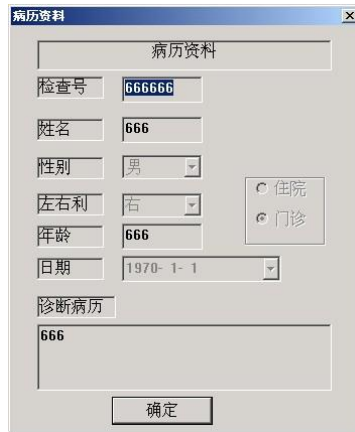 病历资料
病历资料
检查号 666666
姓名 666
性别 男
左右利 右
住院
门诊
年龄 666
日期 1970- 1- 1
诊断病历
666
确定